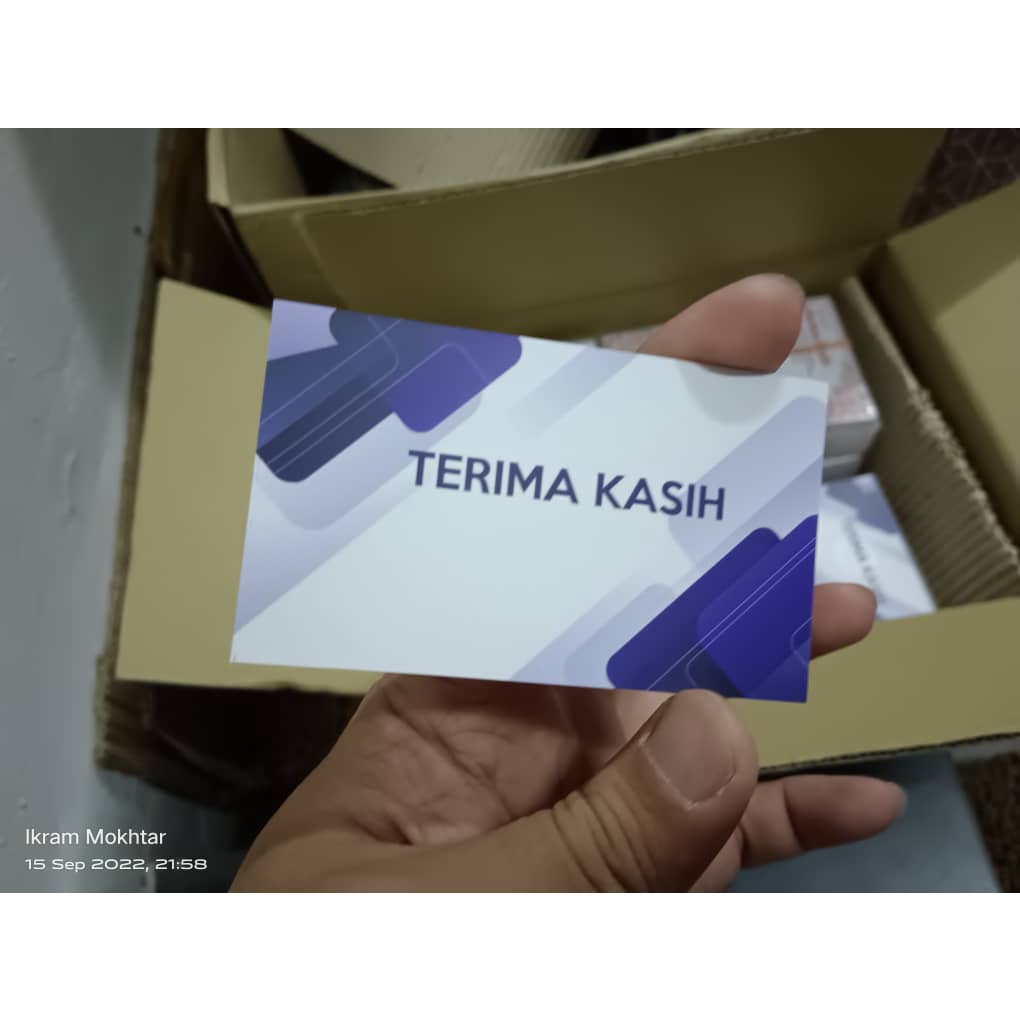 TERIMA KASIH
Ikram Mokhtar
15 Sep 2022, 21:58